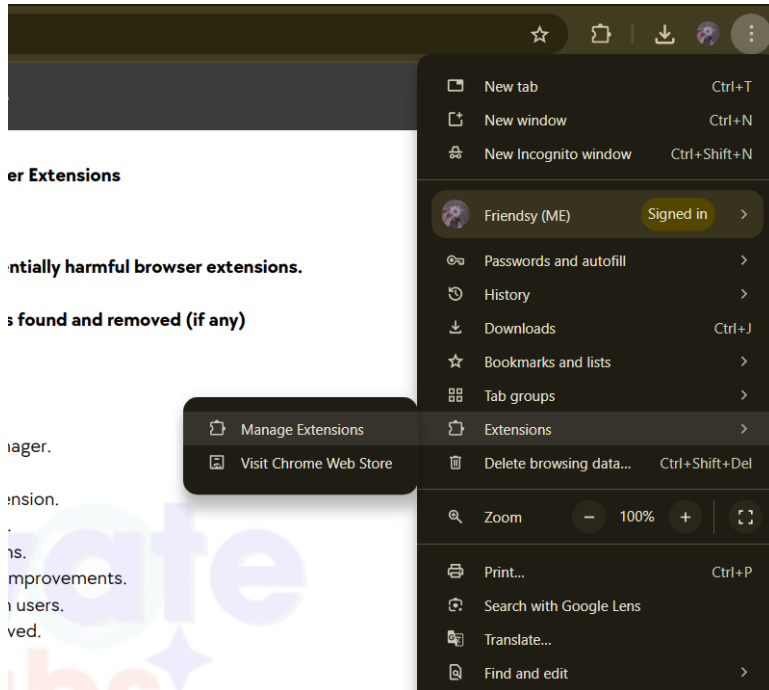 er Extensions
entially harmful browser extensions.
s found and removed (if any)
ager.
ension.
.
ns.
mprovements.
users.
ved.
vate
bs
New tab Ctrl+T
New window Ctrl+N
New Incognito window Ctrl+Shift+N
Friendsy (ME) Signed in
Passwords and autofill
History
Downloads Ctrl+J
Bookmarks and lists
Tab groups
Extensions
Manage Extensions
Visit Chrome Web Store
Delete browsing data... Ctrl+Shift+Del
Zoom − 100% +
Print... Ctrl+P
Search with Google Lens
Translate...
Find and edit